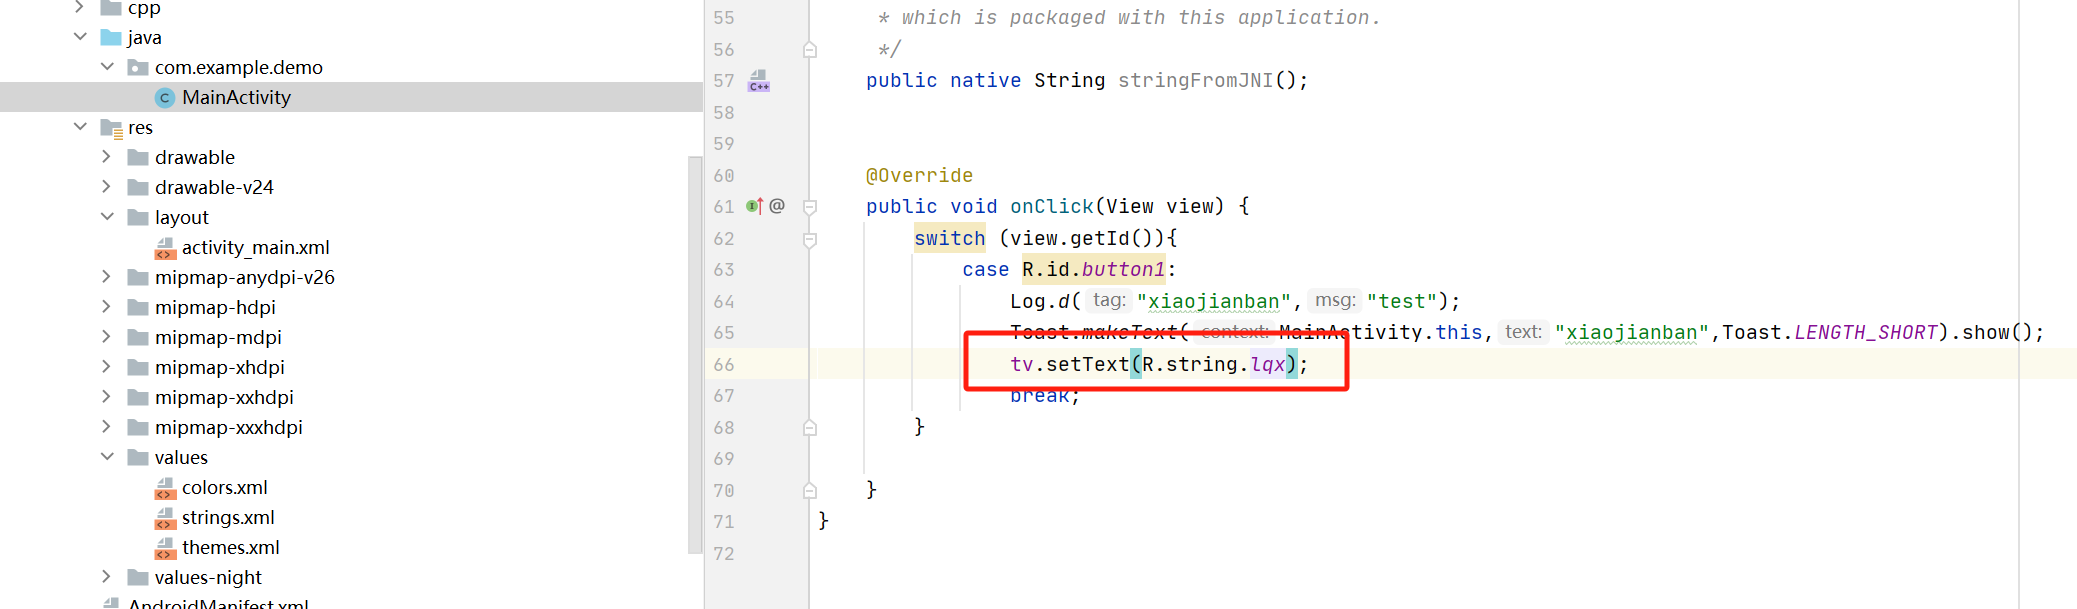 cpp
java
com.example.demo
MainActivity
res
drawable
drawable-v24
layout
activity_main.xml
mipmap-anydpi-v26
mipmap-hdpi
mipmap-mdpi
mipmap-xhdpi
mipmap-xxhdpi
mipmap-xxxhdpi
values
colors.xml
strings.xml
themes.xml
values-night
AndroidManifest.xml
55 * which is packaged with this application.
56 */
57 public native String stringFromJNI();
58
59
60 @Override
61 public void onClick(View view) {
62 switch (view.getId()){
63 case R.id.button1:
64 Log.d( tag: "xiaojianban", msg: "test");
65 Toast.makeText( context: MainActivity.this, text: "xiaojianban",Toast.LENGTH_SHORT).show();
66 tv.setText(R.string.lqx);
67 break;
68 }
69
70 }
71 }
72